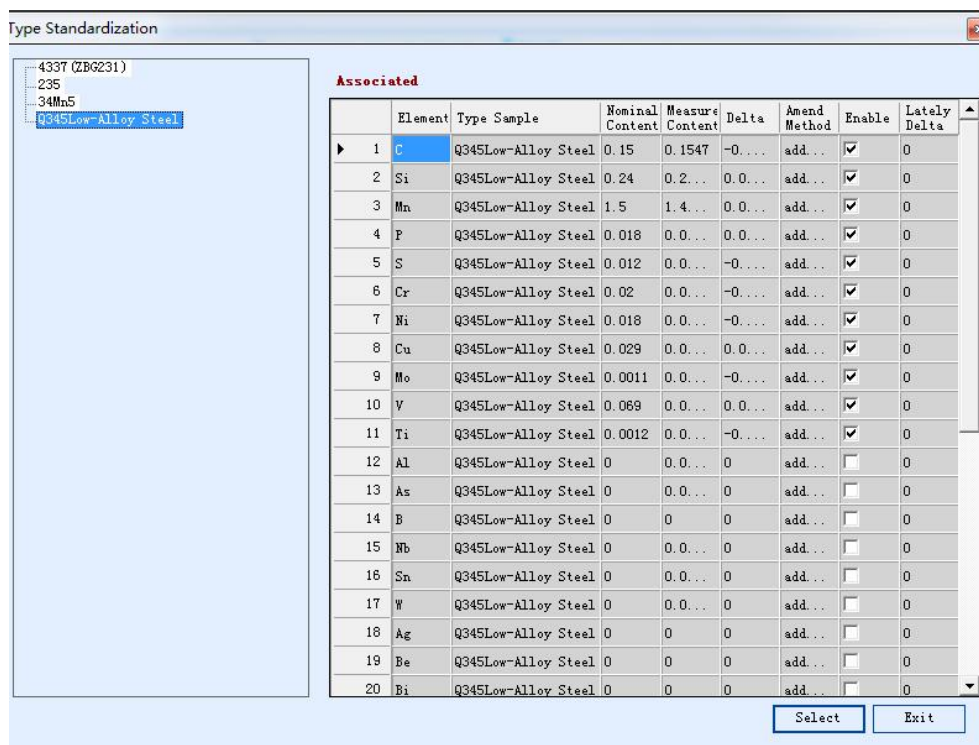 Type Standardization
4337(ZBG231)
235
34Mn5
Q345Low-Alloy Steel
Associated
Element Type Sample Nominal Content Measure Content Delta Amend Method Enable Lately Delta
1 C Q345Low-Alloy Steel 0.15 0.1547 -0.... add... 0
2 Si Q345Low-Alloy Steel 0.24 0.2... 0.0... add... 0
3 Mn Q345Low-Alloy Steel 1.5 1.4... 0.0... add... 0
4 P Q345Low-Alloy Steel 0.018 0.0... 0.0... add... 0
5 S Q345Low-Alloy Steel 0.012 0.0... -0.... add... 0
6 Cr Q345Low-Alloy Steel 0.02 0.0... -0.... add... 0
7 Ni Q345Low-Alloy Steel 0.018 0.0... -0.... add... 0
8 Cu Q345Low-Alloy Steel 0.029 0.0... 0.0... add... 0
9 Mo Q345Low-Alloy Steel 0.0011 0.0... -0.... add... 0
10 V Q345Low-Alloy Steel 0.069 0.0... 0.0... add... 0
11 Ti Q345Low-Alloy Steel 0.0012 0.0... -0.... add... 0
12 Al Q345Low-Alloy Steel 0 0.0... 0 add... 0
13 As Q345Low-Alloy Steel 0 0.0... 0 add... 0
14 B Q345Low-Alloy Steel 0 0 0 add... 0
15 Nb Q345Low-Alloy Steel 0 0.0... 0 add... 0
16 Sn Q345Low-Alloy Steel 0 0.0... 0 add... 0
17 W Q345Low-Alloy Steel 0 0.0... 0 add... 0
18 Ag Q345Low-Alloy Steel 0 0 0 add... 0
19 Be Q345Low-Alloy Steel 0 0 0 add... 0
20 Bi Q345Low-Alloy Steel 0 0 0 add... 0
Select Exit